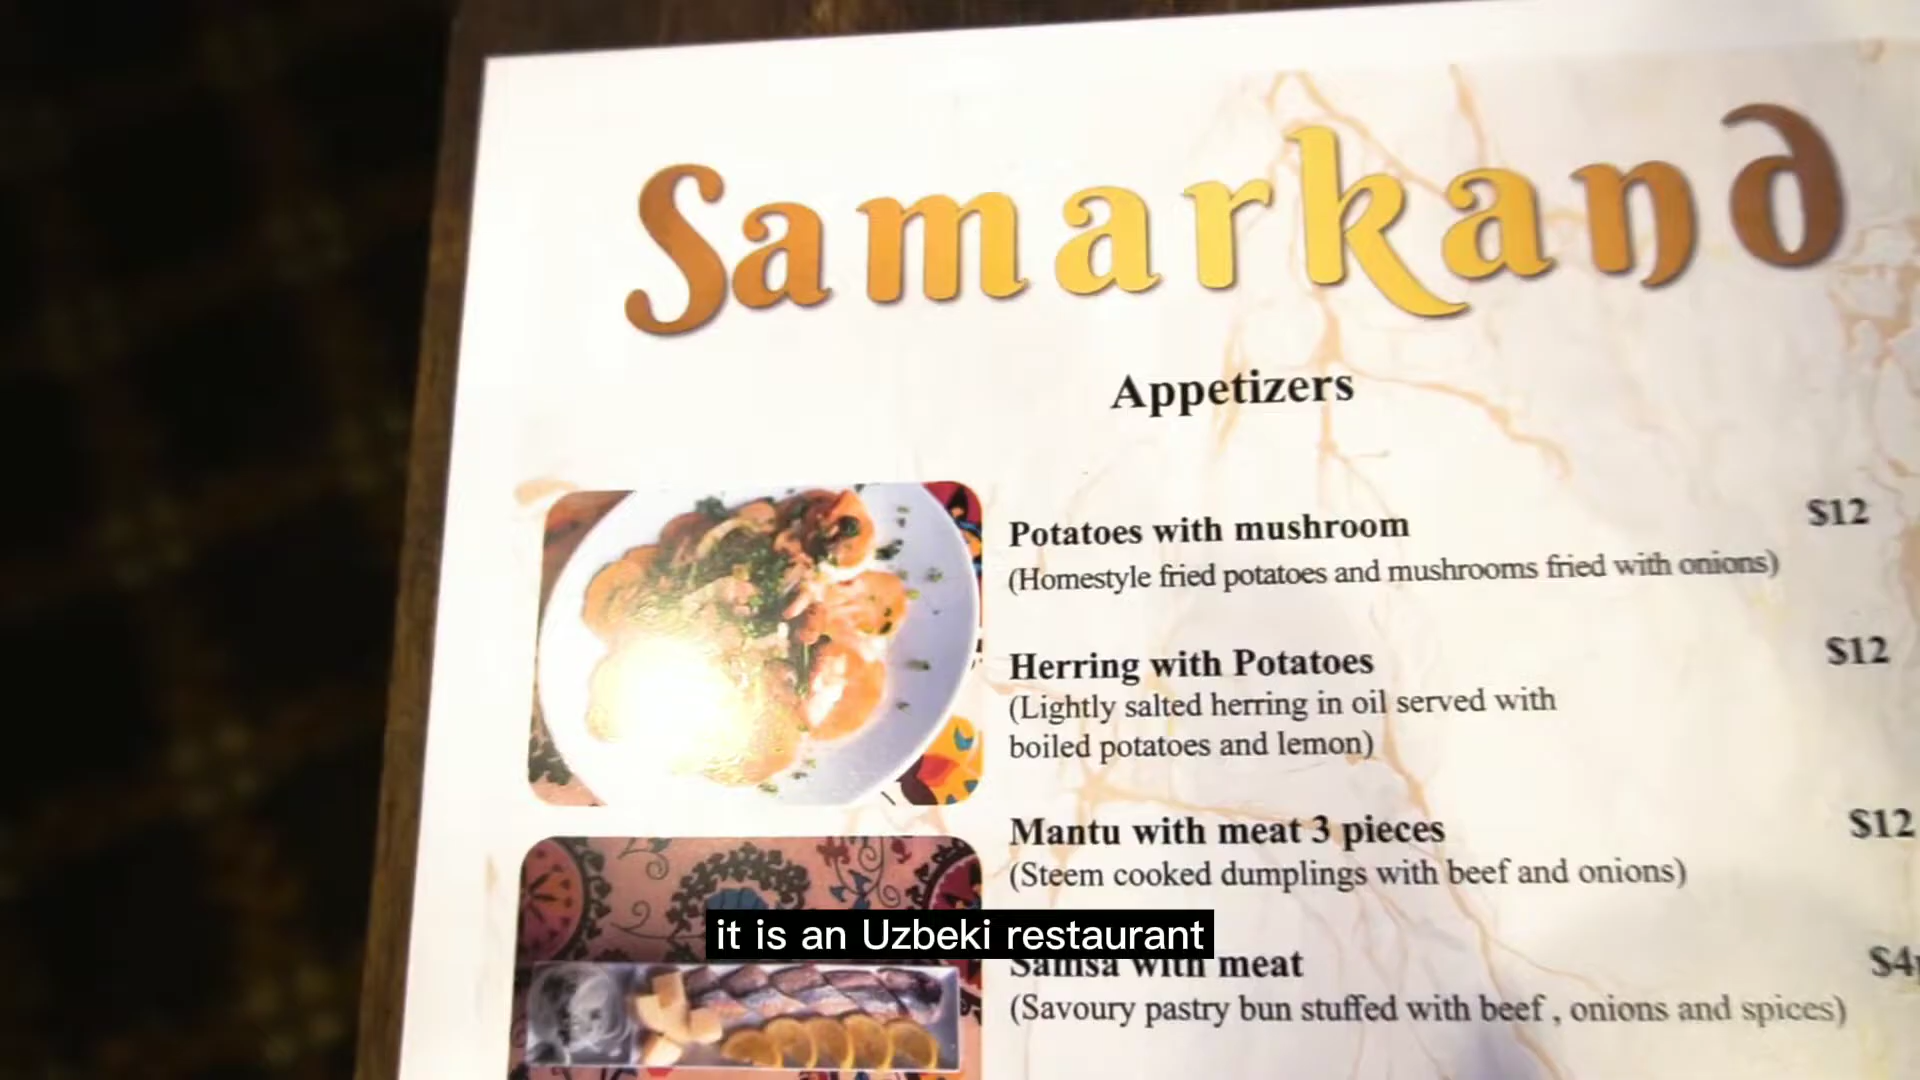 Samarkand
Appetizers
Potatoes with mushroom $12
(Homestyle fried potatoes and mushrooms fried with onions)
Herring with Potatoes $12
(Lightly salted herring in oil served with
boiled potatoes and lemon)
Mantu with meat 3 pieces $12
(Steem cooked dumplings with beef and onions)
it is an Uzbeki restaurant
Samsa with meat $4
(Savoury pastry bun stuffed with beef , onions and spices)